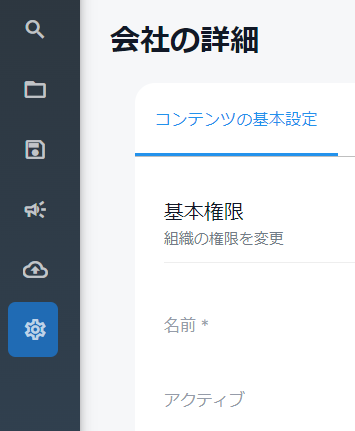 会社の詳細
コンテンツの基本設定
基本権限
組織の権限を変更
名前 *
アクティブ